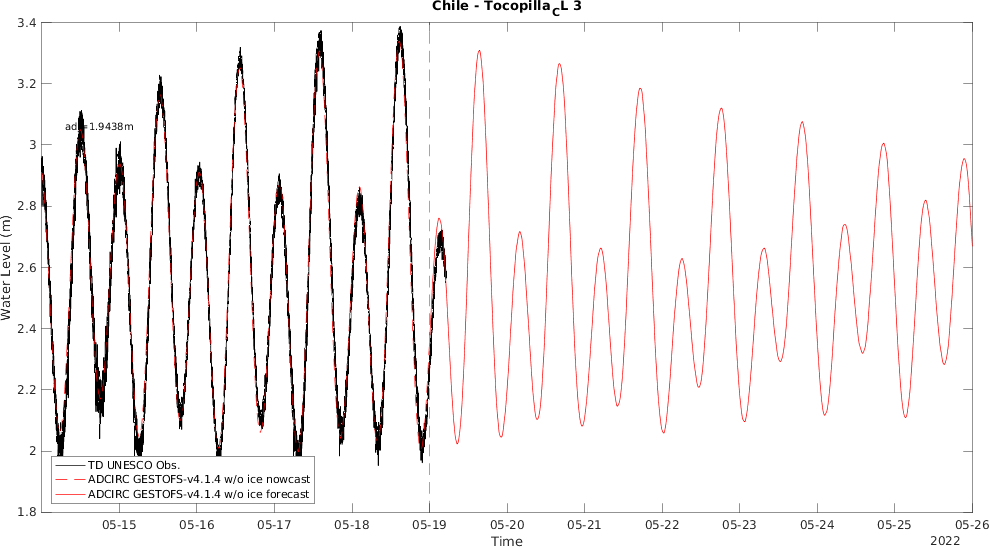 Chile - Tocopilla_CL 3
3.4
3.2
3
2.8
2.6
2.4
2.2
2
1.8
Water Level (m)
adj=1.9438m
TD UNESCO Obs.
ADCIRC GESTOFS-v4.1.4 w/o ice nowcast
ADCIRC GESTOFS-v4.1.4 w/o ice forecast
05-15 05-16 05-17 05-18 05-19 05-20 05-21 05-22 05-23 05-24 05-25 05-26
Time
2022